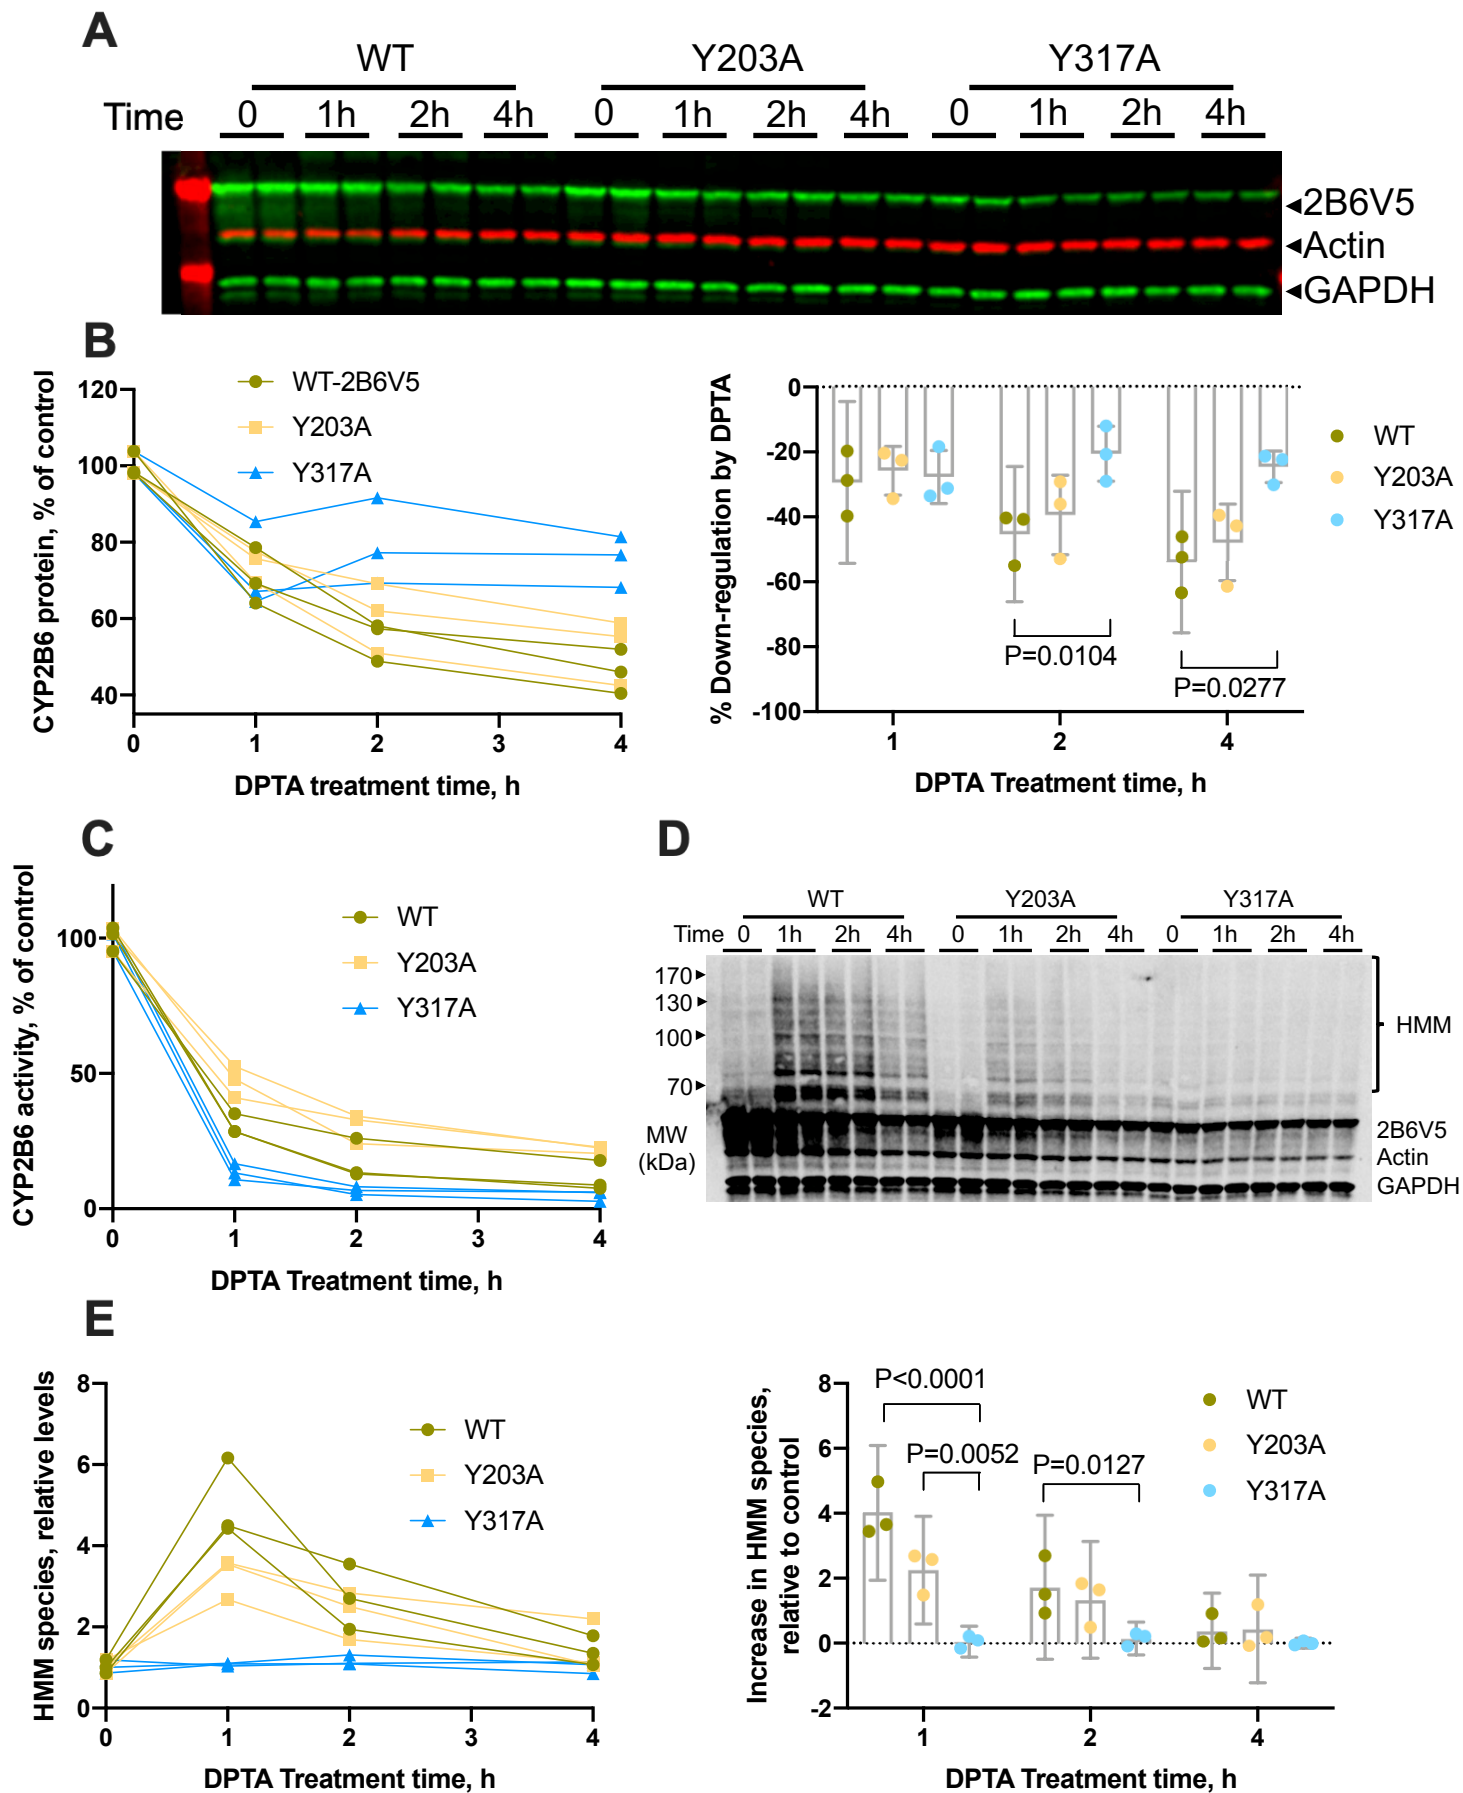 A
WT Y203A Y317A
Time 0 1h 2h 4h 0 1h 2h 4h 0 1h 2h 4h
2B6V5
Actin
GAPDH
B
CYP2B6 protein, % of control
120
100
80
60
40
0 1 2 3 4
DPTA treatment time, h
WT-2B6V5
Y203A
Y317A
% Down-regulation by DPTA
0
-20
-40
-60
-80
-100
P=0.0104
P=0.0277
1 2 4
DPTA Treatment time, h
WT
Y203A
Y317A
C
CYP2B6 activity, % of control
100
50
0
0 1 2 3 4
DPTA Treatment time, h
WT
Y203A
Y317A
D
WT Y203A Y317A
Time 0 1h 2h 4h 0 1h 2h 4h 0 1h 2h 4h
170
130
100
70
MW
(kDa)
HMM
2B6V5
Actin
GAPDH
E
HMM species, relative levels
8
6
4
2
0
0 1 2 3 4
DPTA Treatment time, h
WT
Y203A
Y317A
Increase in HMM species,
relative to control
8
6
4
2
0
-2
P<0.0001
P=0.0052
P=0.0127
1 2 4
DPTA Treatment time, h
WT
Y203A
Y317A